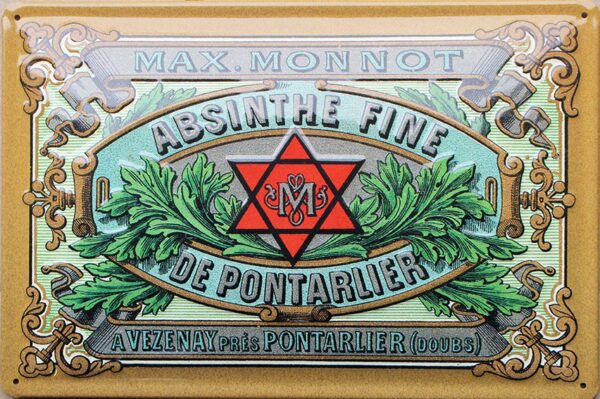 MAX. MONNOT
ABSINTHE FINE
M
DE PONTARLIER
A VEZENAY PRÈS PONTARLIER (DOUBS)